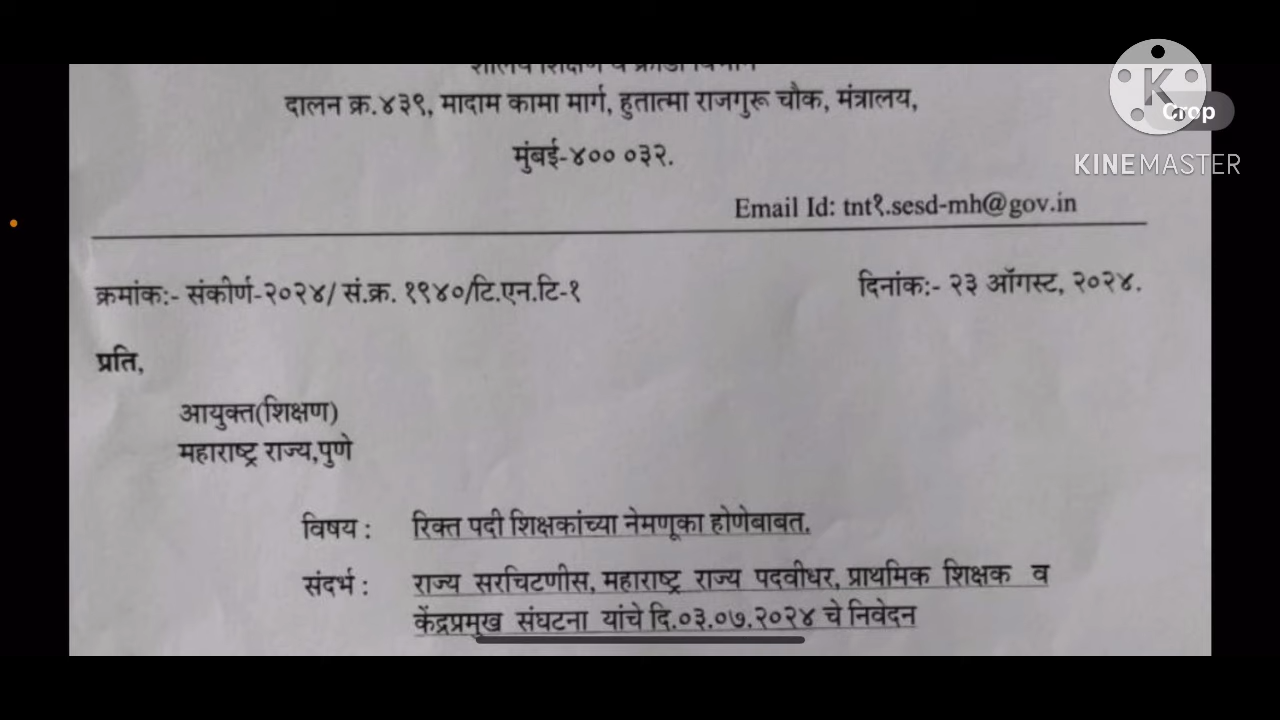 शालेय शिक्षण व क्रीडा विभाग
दालन क्र.४३९, मादाम कामा मार्ग, हुतात्मा राजगुरू चौक, मंत्रालय,
मुंबई-४०० ०३२.
Email Id: tnt१.sesd-mh@gov.in
क्रमांक:- संकीर्ण-२०२४/ सं.क्र. १९४०/टि.एन.टि-१
दिनांक:- २३ ऑगस्ट, २०२४.
प्रति,
आयुक्त(शिक्षण)
महाराष्ट्र राज्य,पुणे
विषय : रिक्त पदी शिक्षकांच्या नेमणूका होणेबाबत.
संदर्भ : राज्य सरचिटणीस, महाराष्ट्र राज्य पदवीधर, प्राथमिक शिक्षक व
केंद्रप्रमुख संघटना यांचे दि.०३.०७.२०२४ चे निवेदन
K
Crop
KINEMASTER